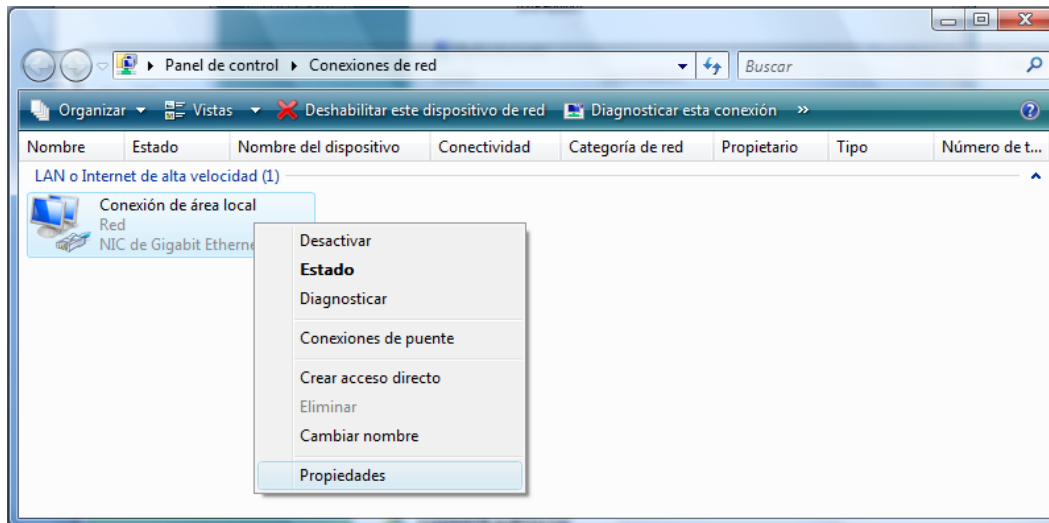 Panel de control Conexiones de red
Buscar
Organizar Vistas Deshabilitar este dispositivo de red Diagnosticar esta conexión »
Nombre Estado Nombre del dispositivo Conectividad Categoría de red Propietario Tipo Número de t...
LAN o Internet de alta velocidad (1)
Conexión de área local
Red
NIC de Gigabit Etherne
Desactivar
Estado
Diagnosticar
Conexiones de puente
Crear acceso directo
Eliminar
Cambiar nombre
Propiedades